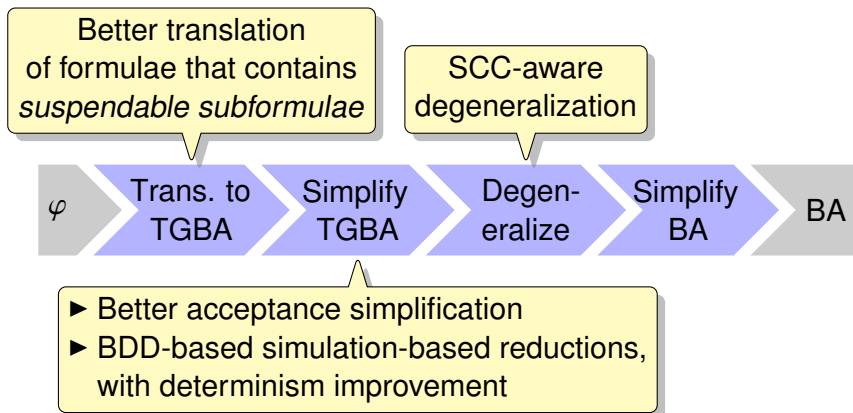 Better translation
of formulae that contains
suspendable subformulae
SCC-aware
degeneralization
φ
Trans. to
TGBA
Simplify
TGBA
Degen-
eralize
Simplify
BA
BA
► Better acceptance simplification
► BDD-based simulation-based reductions,
with determinism improvement